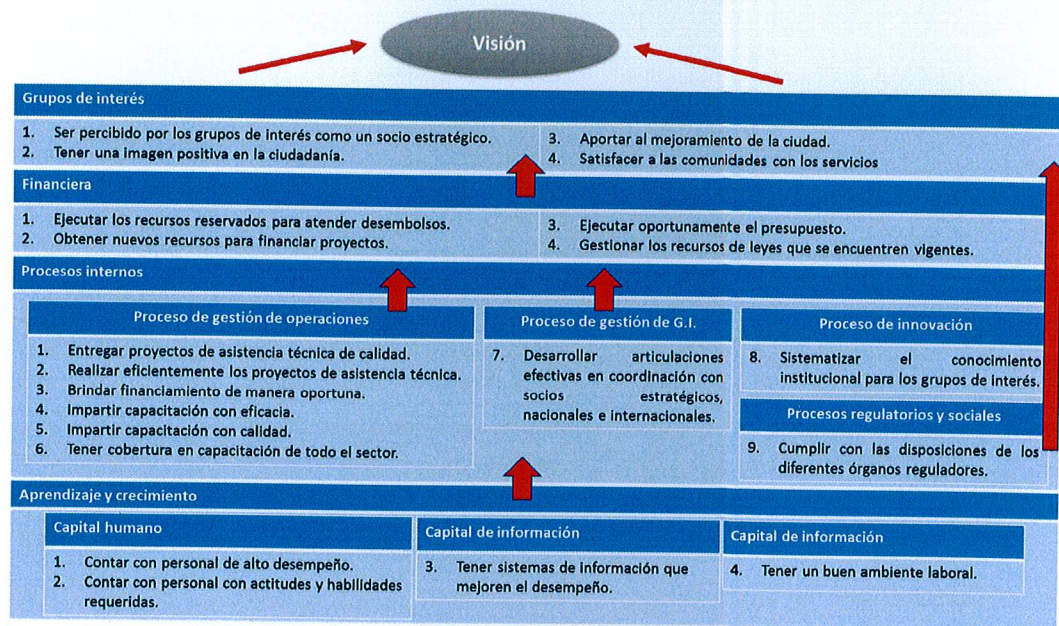 Visión
Grupos de interés
1. Ser percibido por los grupos de interés como un socio estratégico.
2. Tener una imagen positiva en la ciudadanía.
3. Aportar al mejoramiento de la ciudad.
4. Satisfacer a las comunidades con los servicios
Financiera
1. Ejecutar los recursos reservados para atender desembolsos.
2. Obtener nuevos recursos para financiar proyectos.
3. Ejecutar oportunamente el presupuesto.
4. Gestionar los recursos de leyes que se encuentren vigentes.
Procesos internos
Proceso de gestión de operaciones
1. Entregar proyectos de asistencia técnica de calidad.
2. Realizar eficientemente los proyectos de asistencia técnica.
3. Brindar financiamiento de manera oportuna.
4. Impartir capacitación con eficacia.
5. Impartir capacitación con calidad.
6. Tener cobertura en capacitación de todo el sector.
Proceso de gestión de G.I.
7. Desarrollar articulaciones
efectivas en coordinación con
socios estratégicos,
nacionales e internacionales.
Proceso de innovación
8. Sistematizar el conocimiento
institucional para los grupos de interés.
Procesos regulatorios y sociales
9. Cumplir con las disposiciones de los
diferentes órganos reguladores.
Aprendizaje y crecimiento
Capital humano
1. Contar con personal de alto desempeño.
2. Contar con personal con actitudes y habilidades
requeridas.
Capital de información
3. Tener sistemas de información que
mejoren el desempeño.
Capital de información
4. Tener un buen ambiente laboral.